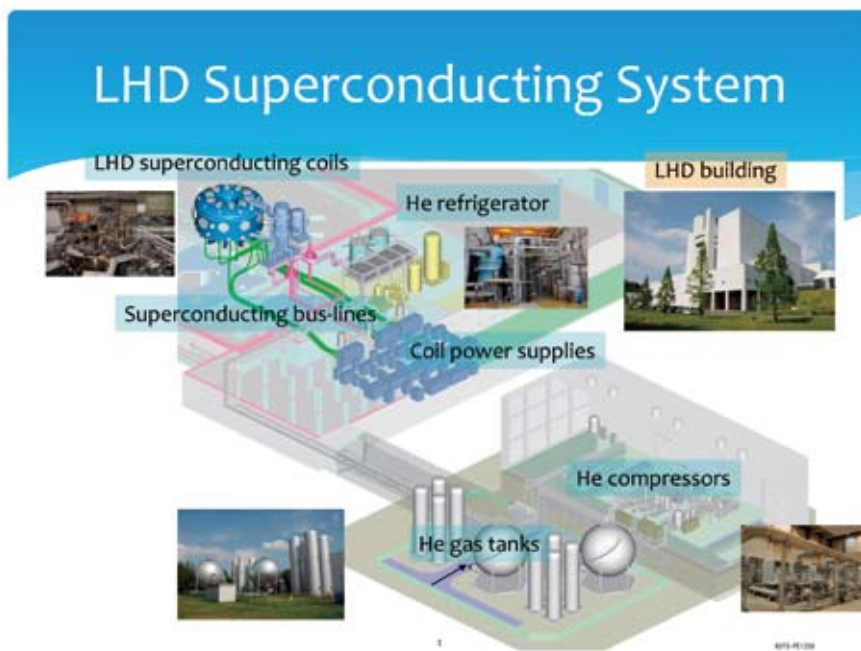 LHD Superconducting System
LHD superconducting coils
LHD building
He refrigerator
Superconducting bus-lines
Coil power supplies
He compressors
He gas tanks
1